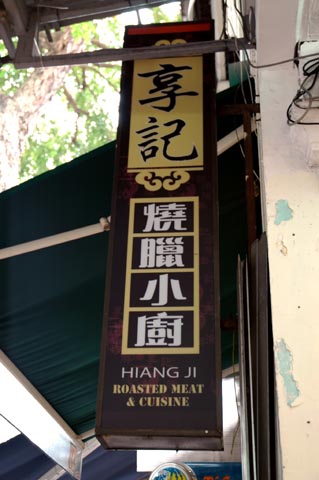 享記
燒臘小廚
HIANG JI
ROASTED MEAT
& CUISINE